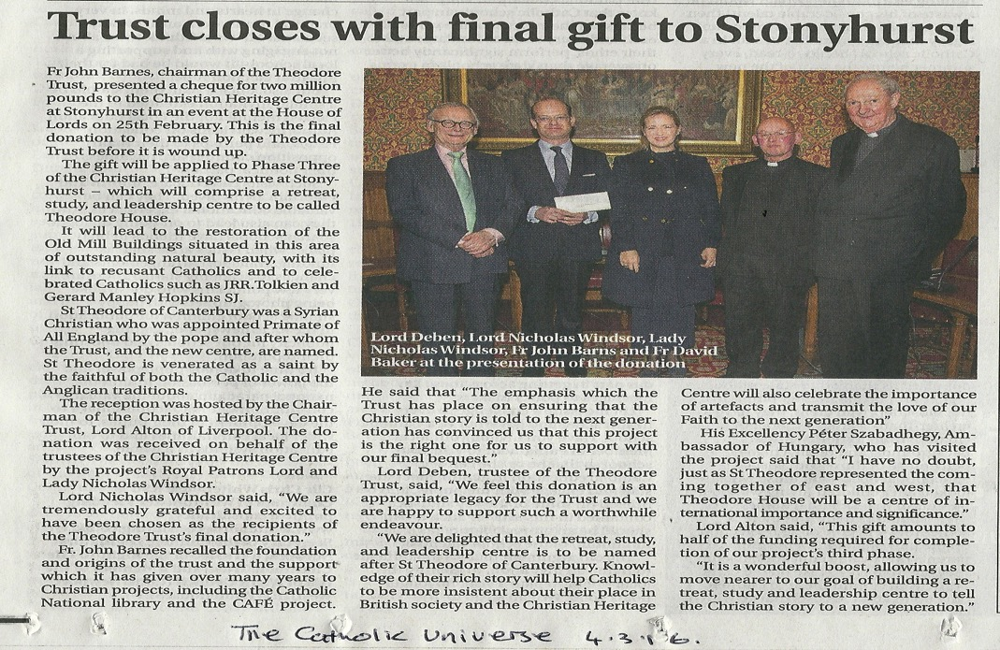 Trust closes with final gift to Stonyhurst
Fr John Barnes, chairman of the Theodore
Trust, presented a cheque for two million
pounds to the Christian Heritage Centre
at Stonyhurst in an event at the House of
Lords on 25th February. This is the final
donation to be made by the Theodore
Trust before it is wound up.
The gift will be applied to Phase Three
of the Christian Heritage Centre at Stony-
hurst – which will comprise a retreat,
study, and leadership centre to be called
Theodore House.
It will lead to the restoration of the
Old Mill Buildings situated in this area
of outstanding natural beauty, with its
link to recusant Catholics and to cele-
brated Catholics such as JRR.Tolkien and
Gerard Manley Hopkins SJ.
St Theodore of Canterbury was a Syrian
Christian who was appointed Primate of
All England by the pope and after whom
the Trust, and the new centre, are named.
St Theodore is venerated as a saint by
the faithful of both the Catholic and the
Anglican traditions.
The reception was hosted by the Chair-
man of the Christian Heritage Centre
Trust, Lord Alton of Liverpool. The do-
nation was received on behalf of the
trustees of the Christian Heritage Centre
by the project's Royal Patrons Lord and
Lady Nicholas Windsor.
Lord Nicholas Windsor said, "We are
tremendously grateful and excited to
have been chosen as the recipients of
the Theodore Trust's final donation."
Fr. John Barnes recalled the foundation
and origins of the trust and the support
which it has given over many years to
Christian projects, including the Catholic
National library and the CAFÉ project.
Lord Deben, Lord Nicholas Windsor, Lady
Nicholas Windsor, Fr John Barns and Fr David
Baker at the presentation of the donation
He said that "The emphasis which the
Trust has place on ensuring that the
Christian story is told to the next gener-
ation has convinced us that this project
is the right one for us to support with
our final bequest."
Lord Deben, trustee of the Theodore
Trust, said, "We feel this donation is an
appropriate legacy for the Trust and we
are happy to support such a worthwhile
endeavour.
"We are delighted that the retreat, study,
and leadership centre is to be named
after St Theodore of Canterbury. Knowl-
edge of their rich story will help Catholics
to be more insistent about their place in
British society and the Christian Heritage
Centre will also celebrate the importance
of artefacts and transmit the love of our
Faith to the next generation"
His Excellency Péter Szabadhegy, Am-
bassador of Hungary, who has visited
the project said that "I have no doubt,
just as St Theodore represented the com-
ing together of east and west, that
Theodore House will be a centre of in-
ternational importance and significance."
Lord Alton said, "This gift amounts to
half of the funding required for comple-
tion of our project's third phase.
"It is a wonderful boost, allowing us to
move nearer to our goal of building a re-
treat, study and leadership centre to tell
the Christian story to a new generation."
The Catholic Universe 4.3.16.